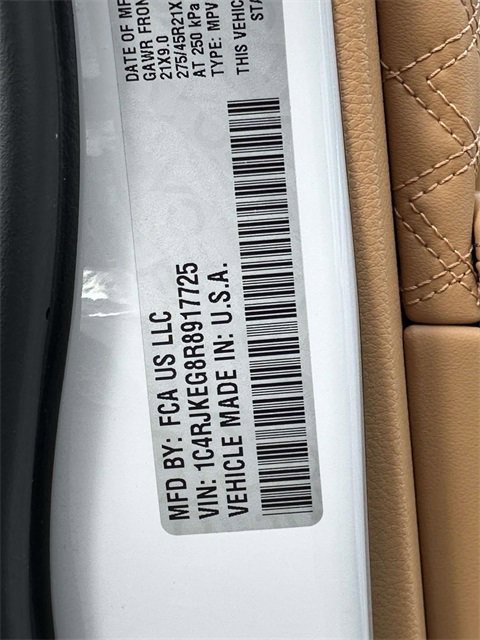 MFD BY: FCA US LLC
VIN: 1C4RJKEG8R8917725
VEHICLE MADE IN: U.S.A.
DATE OF MF
GAWR FRON
21X9.0
275/45R21X
AT 250 kPa
TYPE: MPV
THIS VEHICL
STA